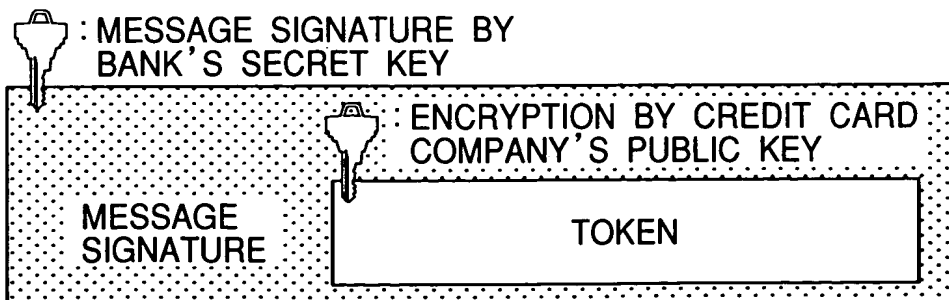 : MESSAGE SIGNATURE BY
BANK'S SECRET KEY
: ENCRYPTION BY CREDIT CARD
COMPANY'S PUBLIC KEY
MESSAGE
SIGNATURE
TOKEN